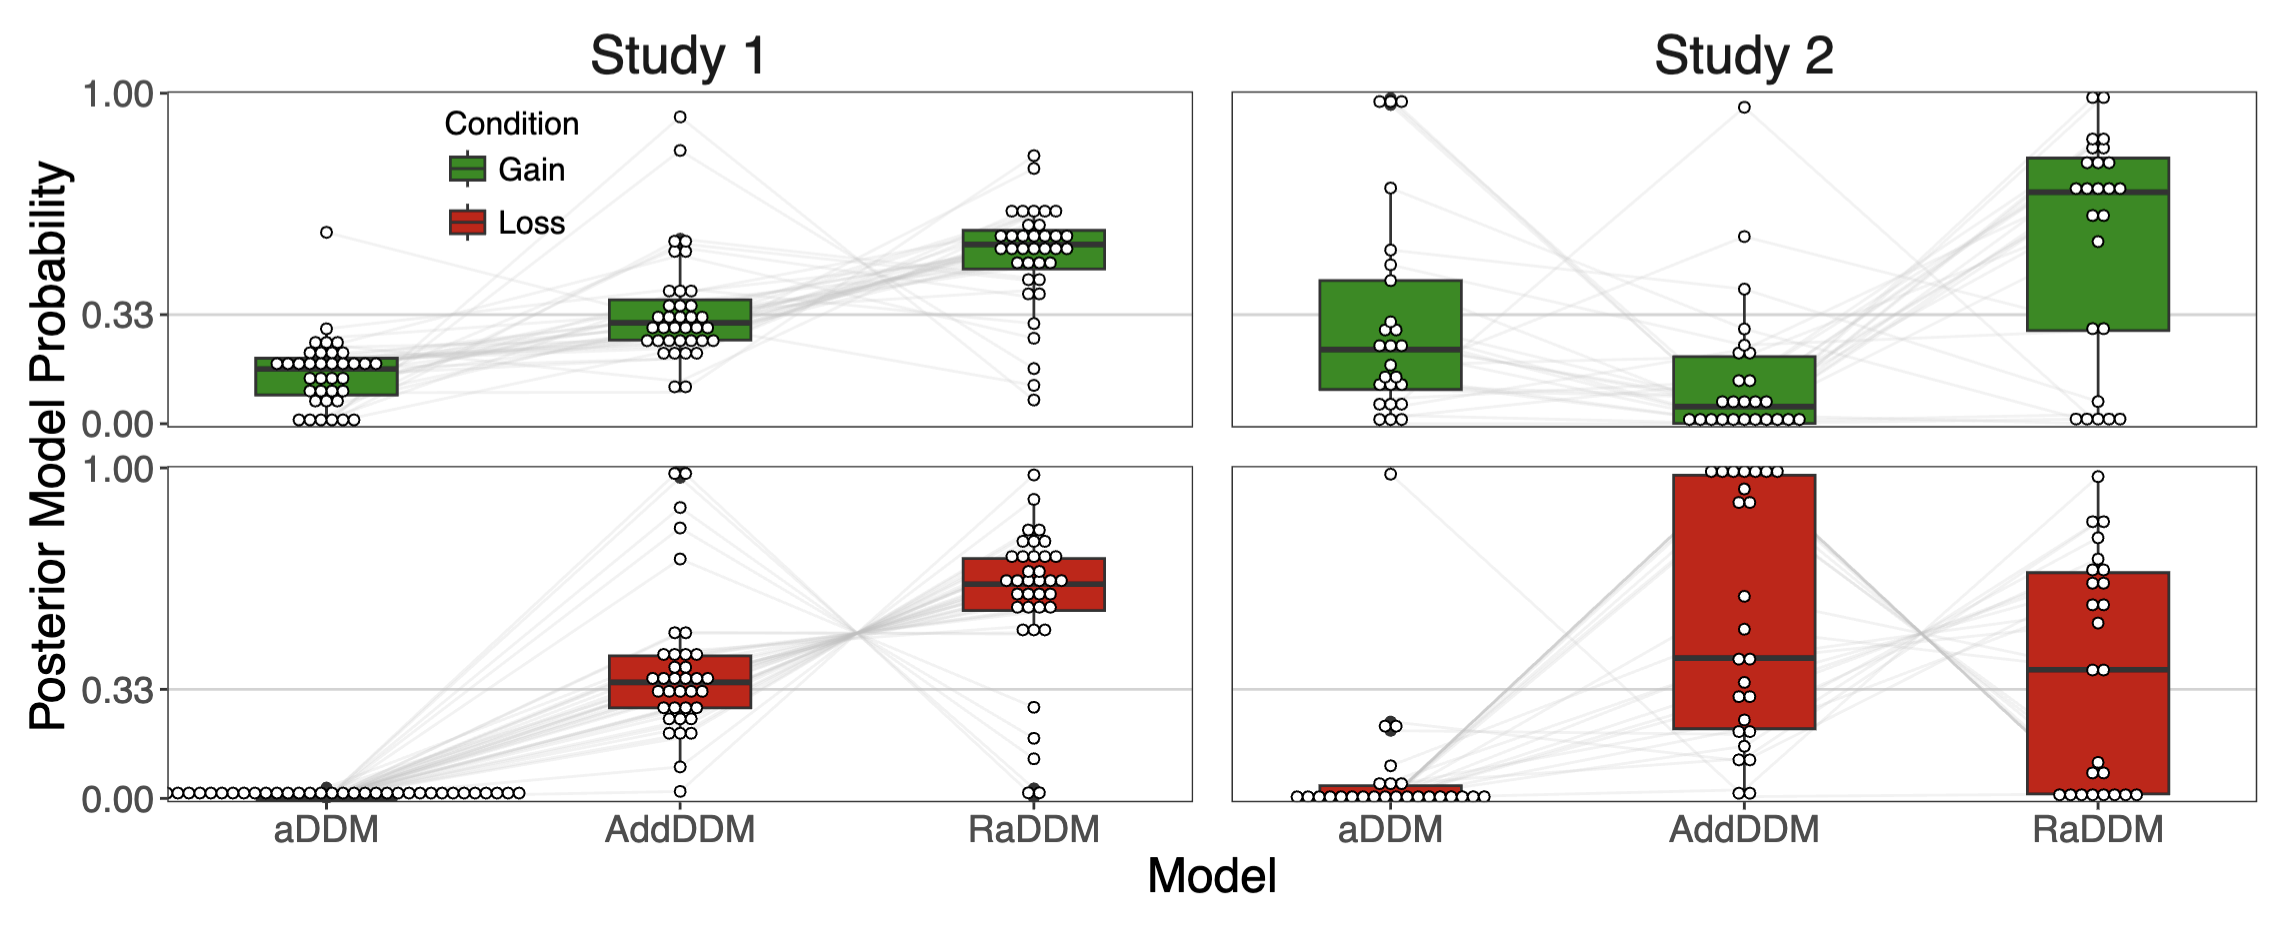 Study 1
Study 2
Posterior Model Probability
1.00
0.33
0.00
Condition
Gain
Loss
1.00
0.33
0.00
aDDM
AddDDM
RaDDM
aDDM
AddDDM
RaDDM
Model